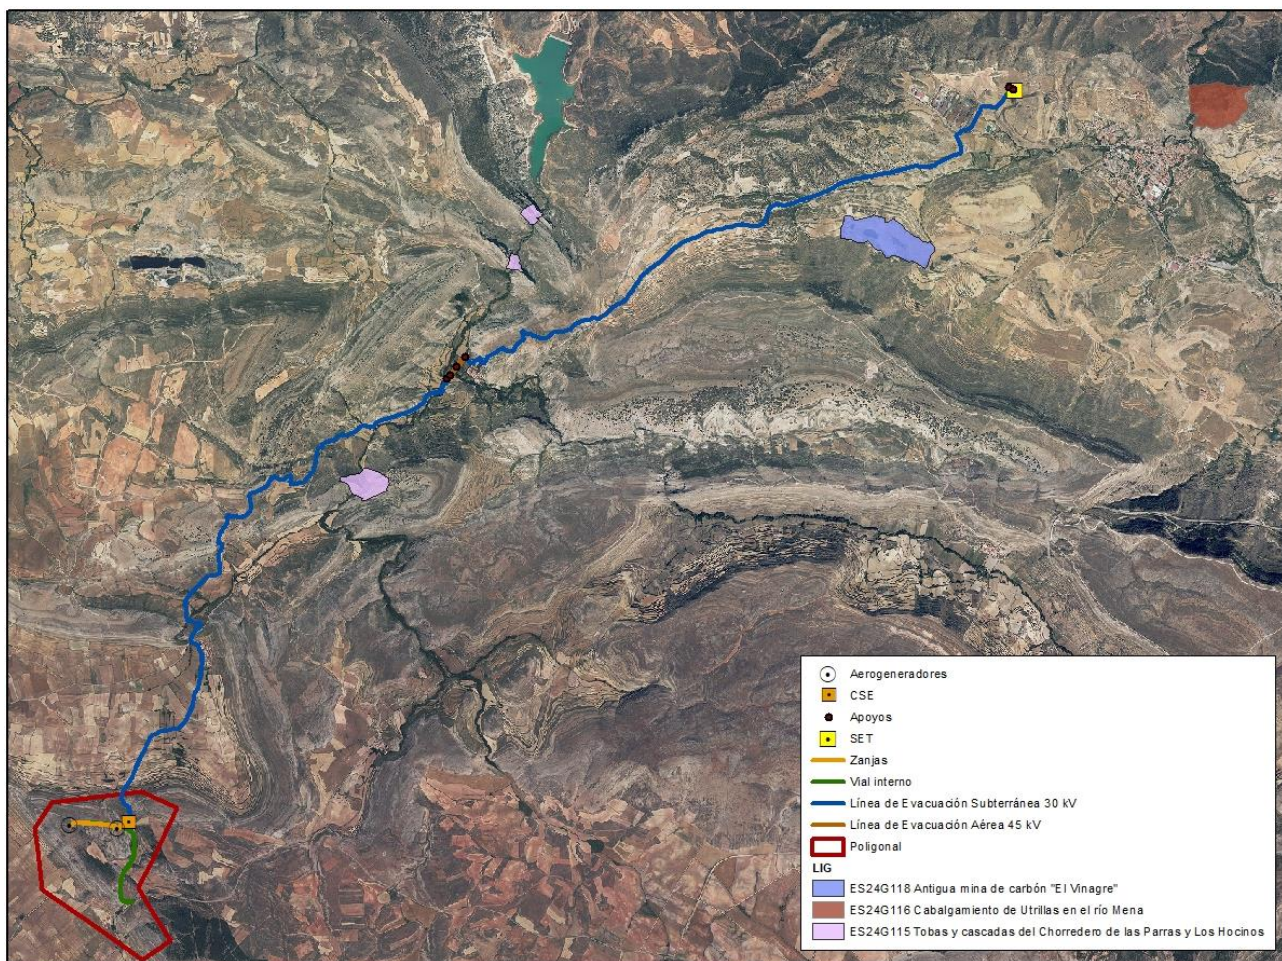 Aerogeneradores
CSE
Apoyos
SET
Zanjas
Vial interno
Línea de Evacuación Subterránea 30 kV
Línea de Evacuación Aérea 45 kV
Poligonal
LIG
ES24G118 Antigua mina de carbón "El Vinagre"
ES24G116 Cabalgamiento de Utrillas en el río Mena
ES24G115 Tobas y cascadas del Chorredero de las Parras y Los Hocinos